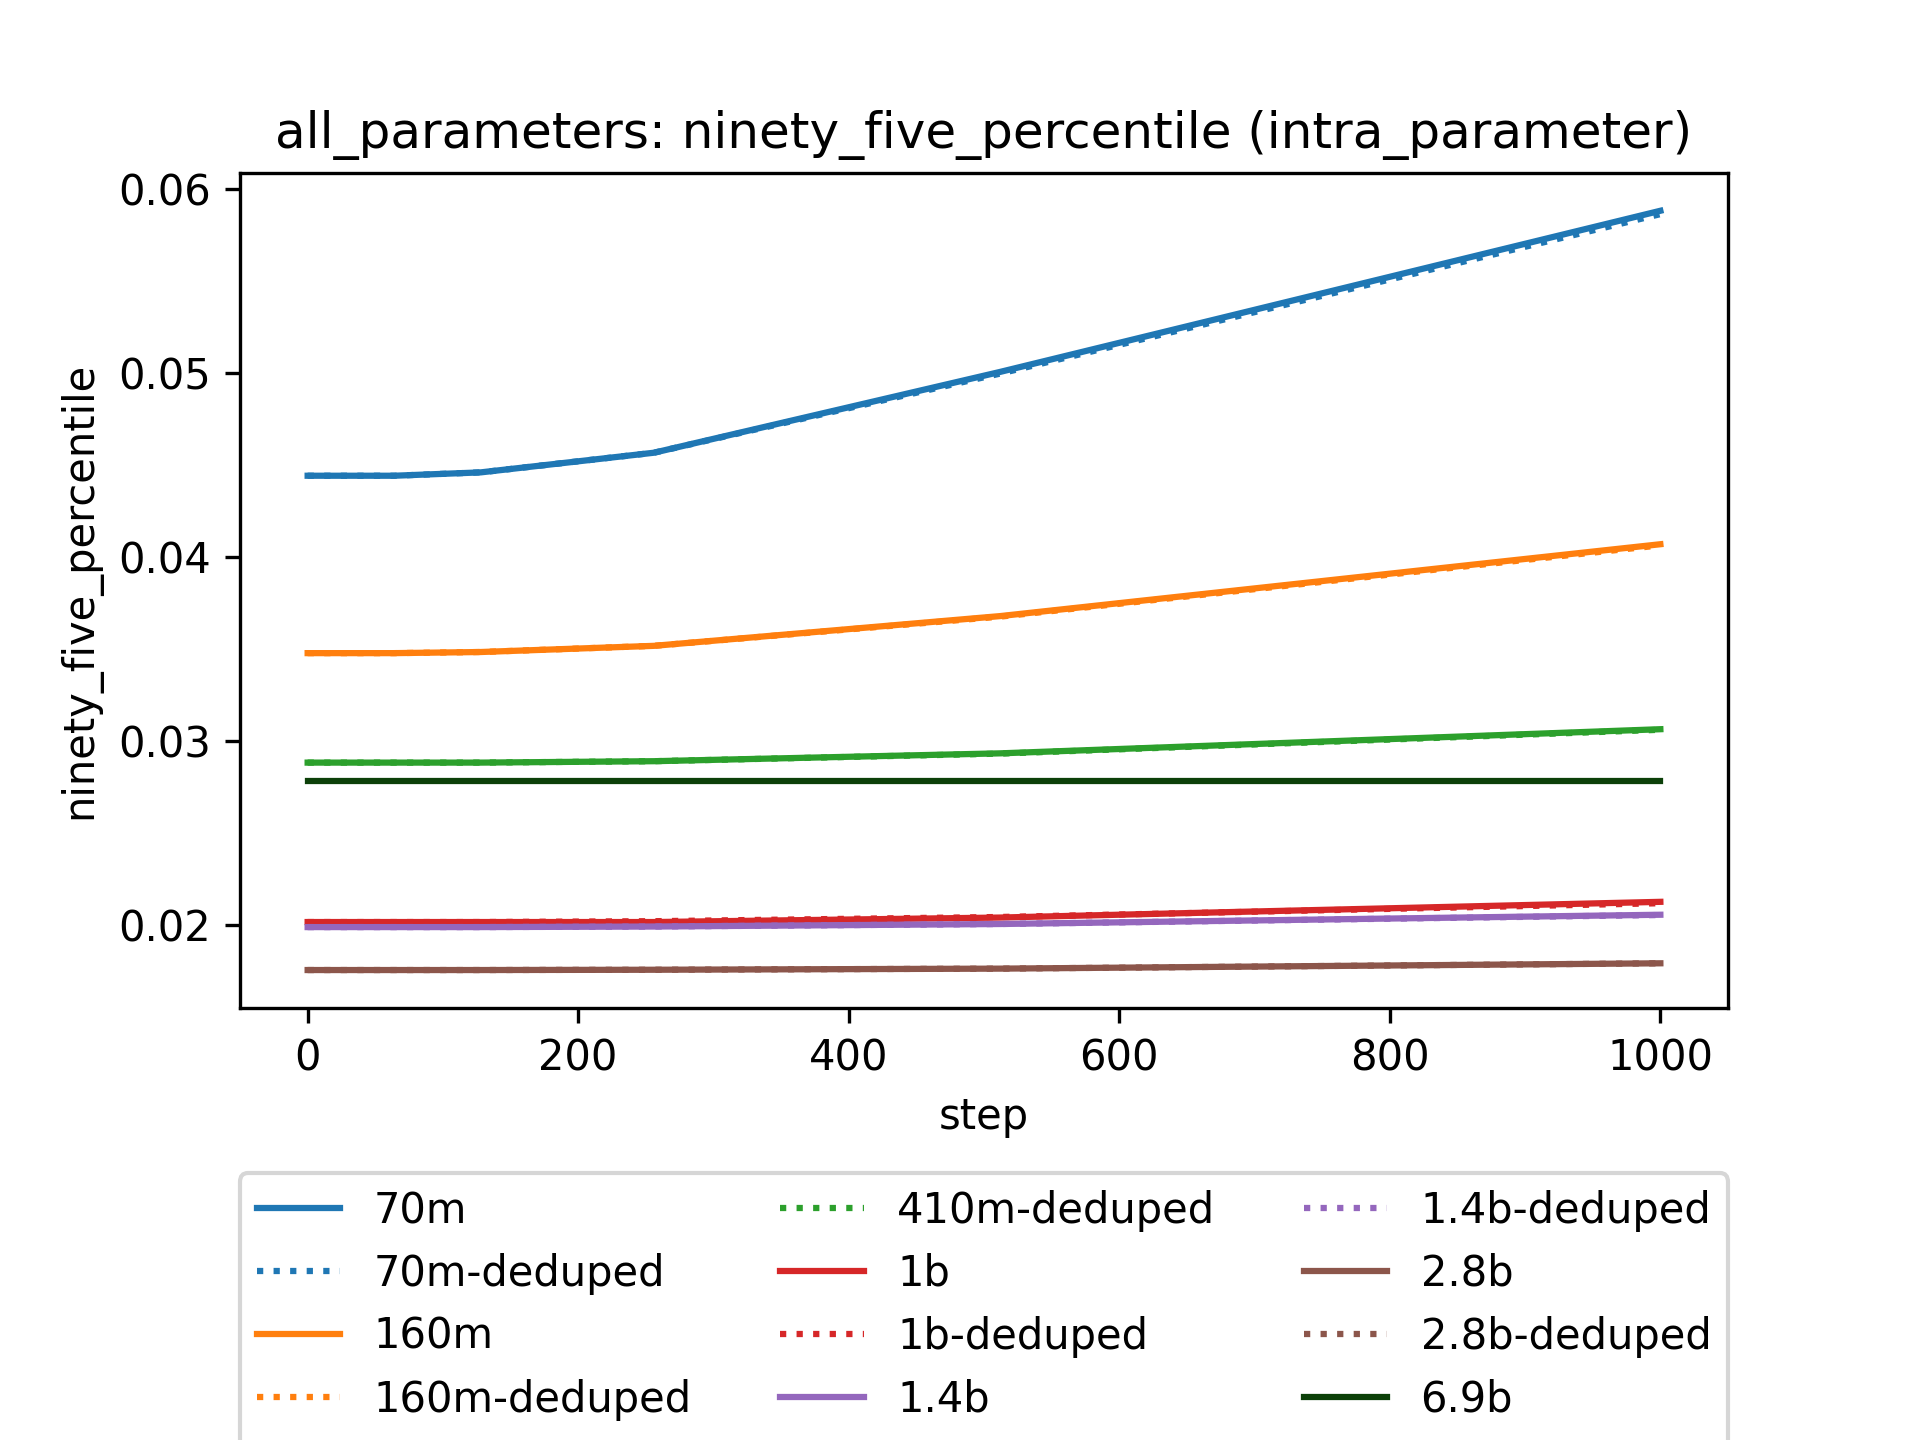 all_parameters: ninety_five_percentile (intra_parameter)
ninety_five_percentile
0.06
0.05
0.04
0.03
0.02
0 200 400 600 800 1000
step
70m 410m-deduped 1.4b-deduped
70m-deduped 1b 2.8b
160m 1b-deduped 2.8b-deduped
160m-deduped 1.4b 6.9b